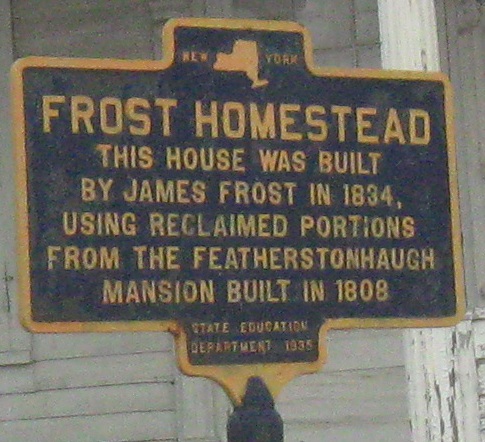 NEW YORK
FROST HOMESTEAD
THIS HOUSE WAS BUILT
BY JAMES FROST IN 1834,
USING RECLAIMED PORTIONS
FROM THE FEATHERSTONHAUGH
MANSION BUILT IN 1808
STATE EDUCATION
DEPARTMENT 1935